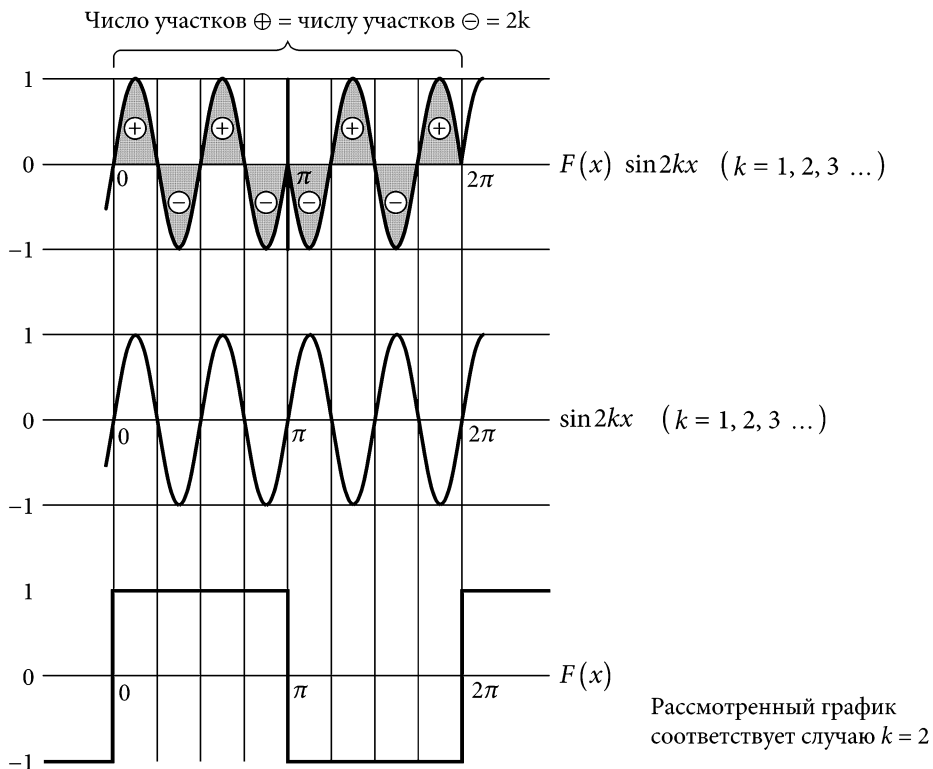 Число участков ⊕ = числу участков ⊖ = 2k
1
+ + + +
0
0 π 2π
F(x) sin2kx (k = 1, 2, 3 ...)
− − − −
−1
1
0
0 π 2π
sin2kx (k = 1, 2, 3 ...)
−1
1
0
0 π 2π
F(x)
−1
Рассмотренный график
соответствует случаю k = 2